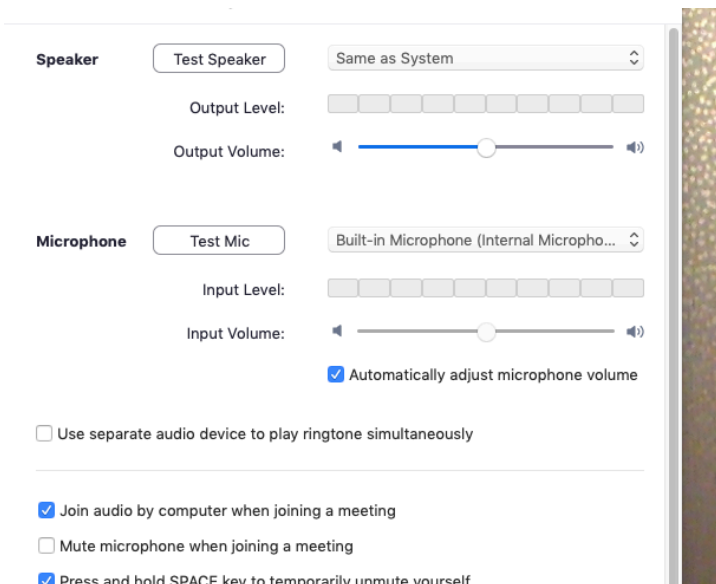 Speaker Test Speaker Same as System
Output Level:
Output Volume:
Microphone Test Mic Built-in Microphone (Internal Micropho...
Input Level:
Input Volume:
Automatically adjust microphone volume
Use separate audio device to play ringtone simultaneously
Join audio by computer when joining a meeting
Mute microphone when joining a meeting
Press and hold SPACE key to temporarily unmute yourself